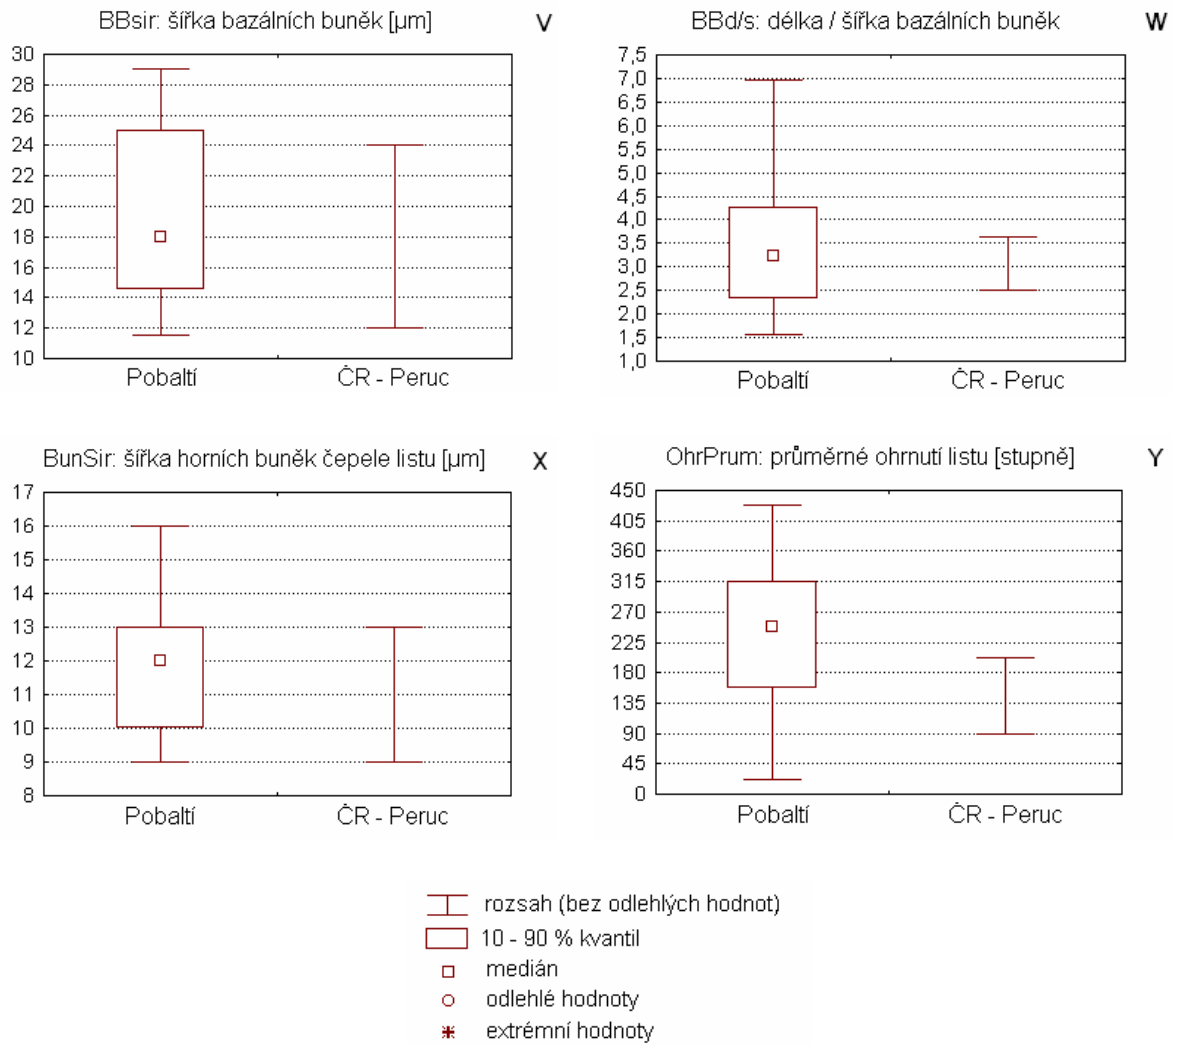 BBsir: šířka bazálních buněk [µm]
V
30
28
26
24
22
20
18
16
14
12
10
Pobaltí
ČR - Peruc
BBd/s: délka / šířka bazálních buněk
W
7,5
7,0
6,5
6,0
5,5
5,0
4,5
4,0
3,5
3,0
2,5
2,0
1,5
1,0
Pobaltí
ČR - Peruc
BunSir: šířka horních buněk čepele listu [µm]
X
17
16
15
14
13
12
11
10
9
8
Pobaltí
ČR - Peruc
OhrPrum: průměrné ohrnutí listu [stupně]
Y
450
405
360
315
270
225
180
135
90
45
0
Pobaltí
ČR - Peruc
rozsah (bez odlehlých hodnot)
10 - 90 % kvantil
medián
odlehlé hodnoty
extrémní hodnoty